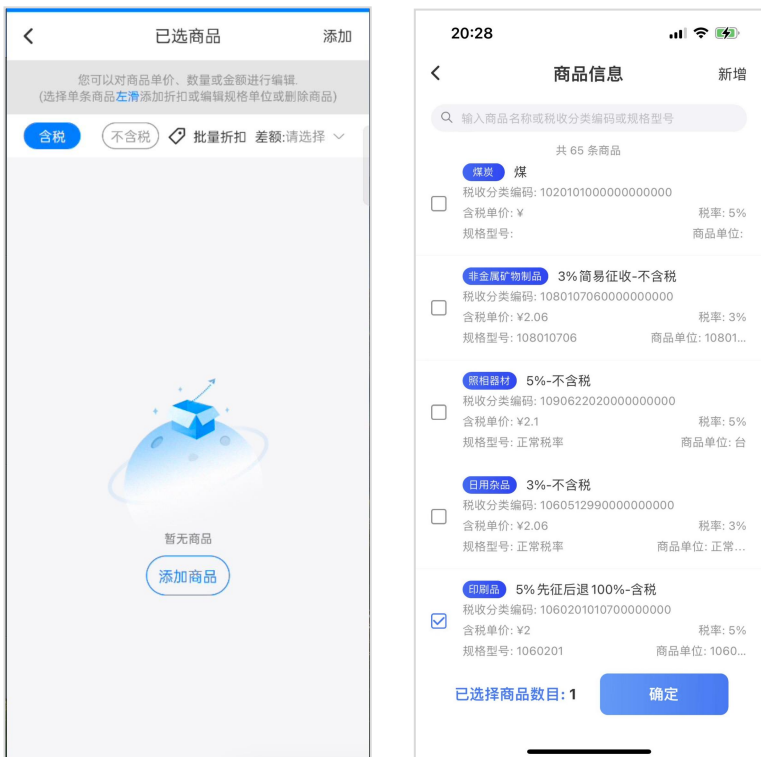 已选商品
添加
您可以对商品单价、数量或金额进行编辑.
(选择单条商品左滑添加折扣或编辑规格单位或删除商品)
含税 不含税 批量折扣 差额:请选择
暂无商品
添加商品
20:28
商品信息
新增
输入商品名称或税收分类编码或规格型号
共 65 条商品
煤炭 煤
税收分类编码: 1020101000000000000
含税单价: ¥ 税率: 5%
规格型号: 商品单位:
非金属矿物制品 3%简易征收-不含税
税收分类编码: 1080107060000000000
含税单价: ¥2.06 税率: 3%
规格型号: 108010706 商品单位: 10801...
照相器材 5%-不含税
税收分类编码: 1090622020000000000
含税单价: ¥2.1 税率: 5%
规格型号: 正常税率 商品单位: 台
日用杂品 3%-不含税
税收分类编码: 1060512990000000000
含税单价: ¥2.06 税率: 3%
规格型号: 正常税率 商品单位: 正常...
印刷品 5%先征后退100%-含税
税收分类编码: 1060201010700000000
含税单价: ¥2 税率: 5%
规格型号: 1060201 商品单位: 1060...
已选择商品数目: 1 确定